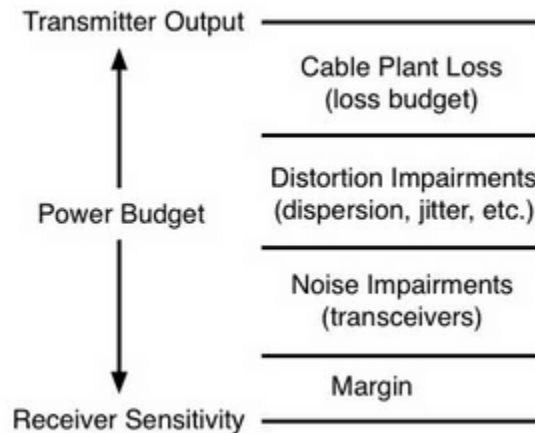 Transmitter Output
Cable Plant Loss
(loss budget)
Distortion Impairments
(dispersion, jitter, etc.)
Power Budget
Noise Impairments
(transceivers)
Margin
Receiver Sensitivity